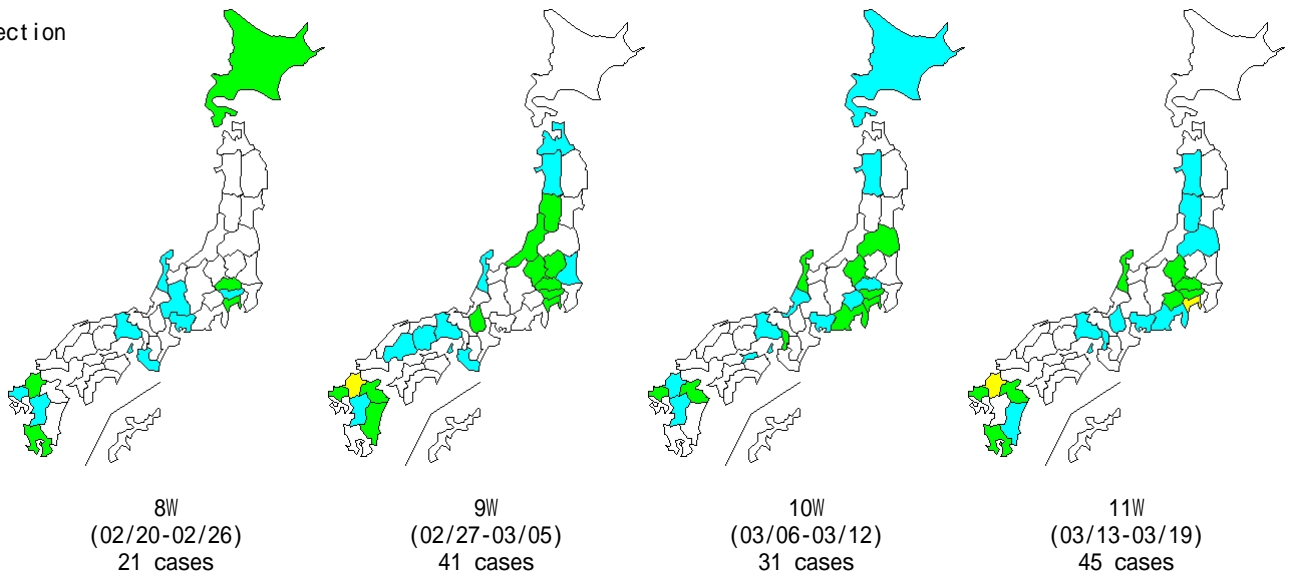 ection
8W
(02/20-02/26)
21 cases
9W
(02/27-03/05)
41 cases
10W
(03/06-03/12)
31 cases
11W
(03/13-03/19)
45 cases